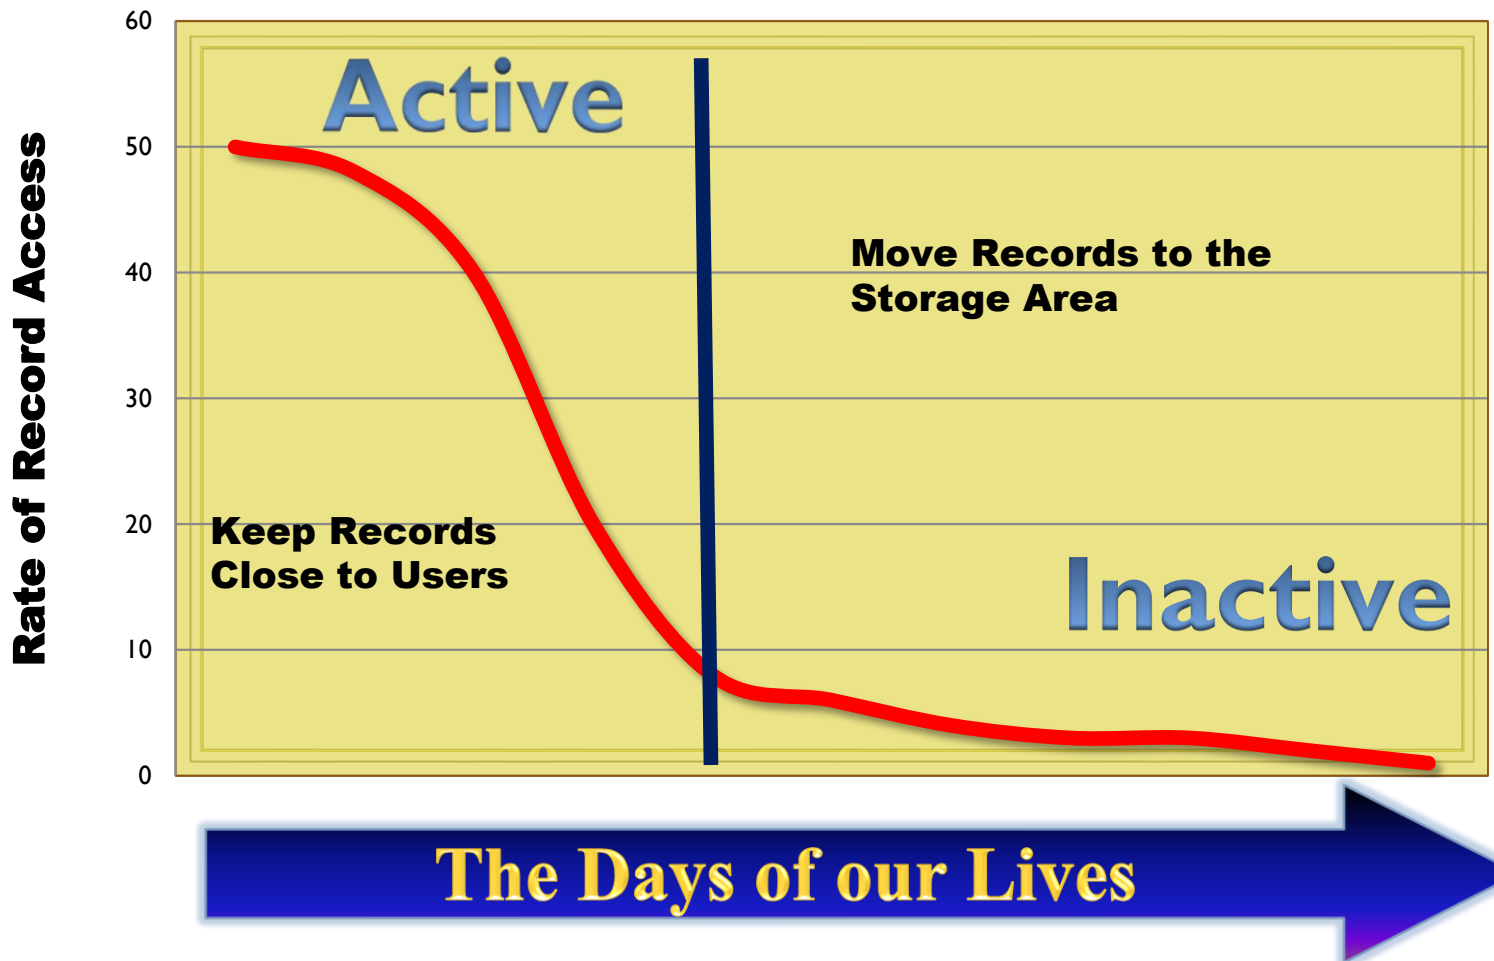 60
50
40
30
20
10
0
Rate of Record Access
Active
Move Records to the
Storage Area
Keep Records
Close to Users
Inactive
The Days of our Lives